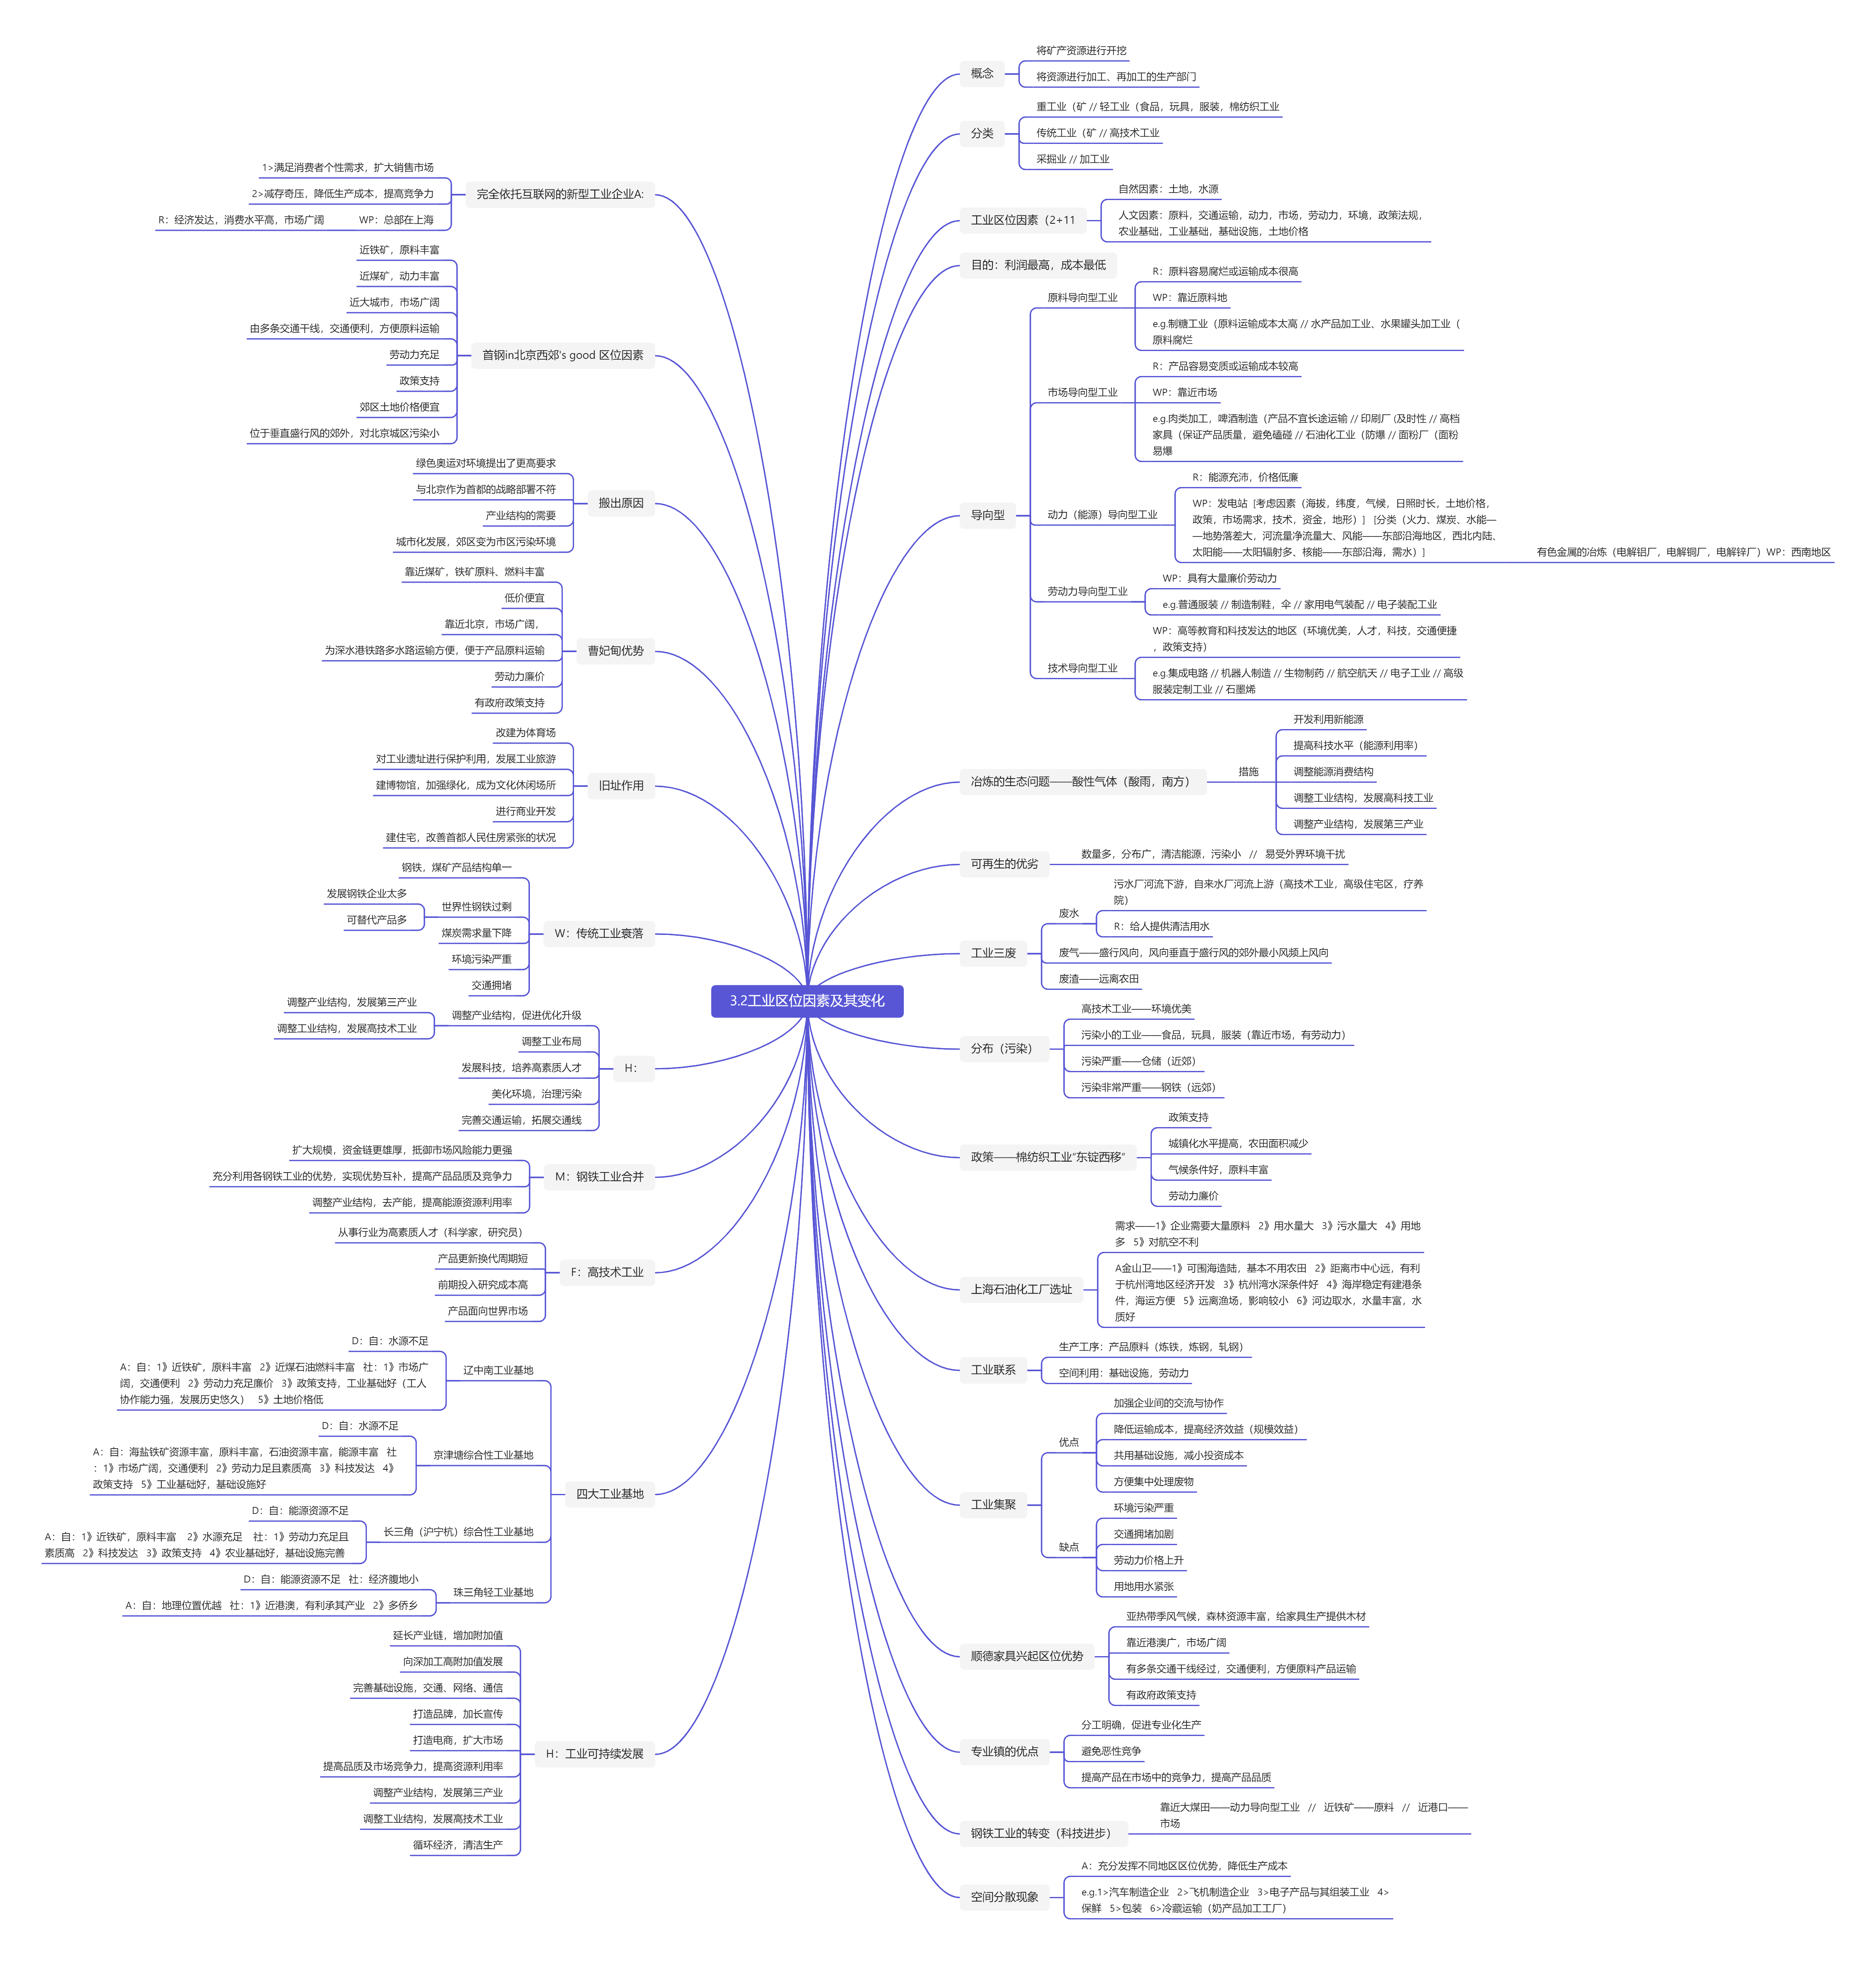 3.2工业区位因素及其变化
概念
将矿产资源进行开挖
将资源进行加工、再加工的生产部门
分类
重工业（矿 // 轻工业（食品，玩具，服装，棉纺织工业
传统工业（矿 // 高技术工业
采掘业 // 加工业
工业区位因素（2+11
自然因素：土地，水源
人文因素：原料，交通运输，动力，市场，劳动力，环境，政策法规，
农业基础，工业基础，基础设施，土地价格
目的：利润最高，成本最低
导向型
原料导向型工业
R：原料容易腐烂或运输成本很高
WP：靠近原料地
e.g.制糖工业（原料运输成本太高 // 水产品加工业、水果罐头加工业（
原料腐烂
市场导向型工业
R：产品容易变质或运输成本较高
WP：靠近市场
e.g.肉类加工，啤酒制造（产品不宜长途运输 // 印刷厂 (及时性 // 高档
家具（保证产品质量，避免磕碰 // 石油化工业（防爆 // 面粉厂（面粉
易爆
动力（能源）导向型工业
R：能源充沛，价格低廉
WP：发电站［考虑因素（海拔，纬度，气候，日照时长，土地价格，
政策，市场需求，技术，资金，地形）］［分类（火力、煤炭、水能—
—地势落差大，河流量净流量大、风能——东部沿海地区，西北内陆、
太阳能——太阳辐射多、核能——东部沿海，需水）］
有色金属的冶炼（电解铝厂，电解铜厂，电解锌厂）WP：西南地区
劳动力导向型工业
WP：具有大量廉价劳动力
e.g.普通服装 // 制造制鞋，伞 // 家用电气装配 // 电子装配工业
技术导向型工业
WP：高等教育和科技发达的地区（环境优美，人才，科技，交通便捷
，政策支持）
e.g.集成电路 // 机器人制造 // 生物制药 // 航空航天 // 电子工业 // 高级
服装定制工业 // 石墨烯
冶炼的生态问题——酸性气体（酸雨，南方）
措施
开发利用新能源
提高科技水平（能源利用率）
调整能源消费结构
调整工业结构，发展高科技工业
调整产业结构，发展第三产业
可再生的优劣
数量多，分布广，清洁能源，污染小 // 易受外界环境干扰
工业三废
废水
污水厂河流下游，自来水厂河流上游（高技术工业，高级住宅区，疗养
院）
R：给人提供清洁用水
废气——盛行风向，风向垂直于盛行风的郊外最小风频上风向
废渣——远离农田
分布（污染）
高技术工业——环境优美
污染小的工业——食品，玩具，服装（靠近市场，有劳动力）
污染严重——仓储（近郊）
污染非常严重——钢铁（远郊）
政策——棉纺织工业“东锭西移”
政策支持
城镇化水平提高，农田面积减少
气候条件好，原料丰富
劳动力廉价
上海石油化工厂选址
需求——1》企业需要大量原料 2》用水量大 3》污水量大 4》用地
多 5》对航空不利
A金山卫——1》可围海造陆，基本不用农田 2》距离市中心远，有利
于杭州湾地区经济开发 3》杭州湾水深条件好 4》海岸稳定有建港条
件，海运方便 5》远离渔场，影响较小 6》河边取水，水量丰富，水
质好
工业联系
生产工序：产品原料（炼铁，炼钢，轧钢）
空间利用：基础设施，劳动力
工业集聚
优点
加强企业间的交流与协作
降低运输成本，提高经济效益（规模效益）
共用基础设施，减小投资成本
方便集中处理废物
缺点
环境污染严重
交通拥堵加剧
劳动力价格上升
用地用水紧张
顺德家具兴起区位优势
亚热带季风气候，森林资源丰富，给家具生产提供木材
靠近港澳广，市场广阔
有多条交通干线经过，交通便利，方便原料产品运输
有政府政策支持
专业镇的优点
分工明确，促进专业化生产
避免恶性竞争
提高产品在市场中的竞争力，提高产品品质
钢铁工业的转变（科技进步）
靠近大煤田——动力导向型工业 // 近铁矿——原料 // 近港口——
市场
空间分散现象
A：充分发挥不同地区区位优势，降低生产成本
e.g.1>汽车制造企业 2>飞机制造企业 3>电子产品与其组装工业 4>
保鲜 5>包装 6>冷藏运输（奶产品加工工厂）
完全依托互联网的新型工业企业A:
1>满足消费者个性需求，扩大销售市场
2>减存奇压，降低生产成本，提高竞争力
WP：总部在上海
R：经济发达，消费水平高，市场广阔
首钢in北京西郊's good 区位因素
近铁矿，原料丰富
近煤矿，动力丰富
近大城市，市场广阔
由多条交通干线，交通便利，方便原料运输
劳动力充足
政策支持
郊区土地价格便宜
位于垂直盛行风的郊外，对北京城区污染小
搬出原因
绿色奥运对环境提出了更高要求
与北京作为首都的战略部署不符
产业结构的需要
城市化发展，郊区变为市区污染环境
曹妃甸优势
靠近煤矿，铁矿原料、燃料丰富
低价便宜
靠近北京，市场广阔，
为深水港铁路多水路运输方便，便于产品原料运输
劳动力廉价
有政府政策支持
旧址作用
改建为体育场
对工业遗址进行保护利用，发展工业旅游
建博物馆，加强绿化，成为文化休闲场所
进行商业开发
建住宅，改善首都人民住房紧张的状况
W：传统工业衰落
钢铁，煤矿产品结构单一
世界性钢铁过剩
发展钢铁企业太多
可替代产品多
煤炭需求量下降
环境污染严重
交通拥堵
H：
调整产业结构，促进优化升级
调整产业结构，发展第三产业
调整工业结构，发展高技术工业
调整工业布局
发展科技，培养高素质人才
美化环境，治理污染
完善交通运输，拓展交通线
M：钢铁工业合并
扩大规模，资金链更雄厚，抵御市场风险能力更强
充分利用各钢铁工业的优势，实现优势互补，提高产品品质及竞争力
调整产业结构，去产能，提高能源资源利用率
F：高技术工业
从事行业为高素质人才（科学家，研究员）
产品更新换代周期短
前期投入研究成本高
产品面向世界市场
四大工业基地
辽中南工业基地
D：自：水源不足
A：自：1》近铁矿，原料丰富 2》近煤石油燃料丰富 社：1》市场广
阔，交通便利 2》劳动力充足廉价 3》政策支持，工业基础好（工人
协作能力强，发展历史悠久） 5》土地价格低
京津塘综合性工业基地
D：自：水源不足
A：自：海盐铁矿资源丰富，原料丰富，石油资源丰富，能源丰富 社
：1》市场广阔，交通便利 2》劳动力足且素质高 3》科技发达 4》
政策支持 5》工业基础好，基础设施好
长三角（沪宁杭）综合性工业基地
D：自：能源资源不足
A：自：1》近铁矿，原料丰富 2》水源充足 社：1》劳动力充足且
素质高 2》科技发达 3》政策支持 4》农业基础好，基础设施完善
珠三角轻工业基地
D：自：能源资源不足 社：经济腹地小
A：自：地理位置优越 社：1》近港澳，有利承其产业 2》多侨乡
H：工业可持续发展
延长产业链，增加附加值
向深加工高附加值发展
完善基础设施，交通、网络、通信
打造品牌，加长宣传
打造电商，扩大市场
提高品质及市场竞争力，提高资源利用率
调整产业结构，发展第三产业
调整工业结构，发展高技术工业
循环经济，清洁生产